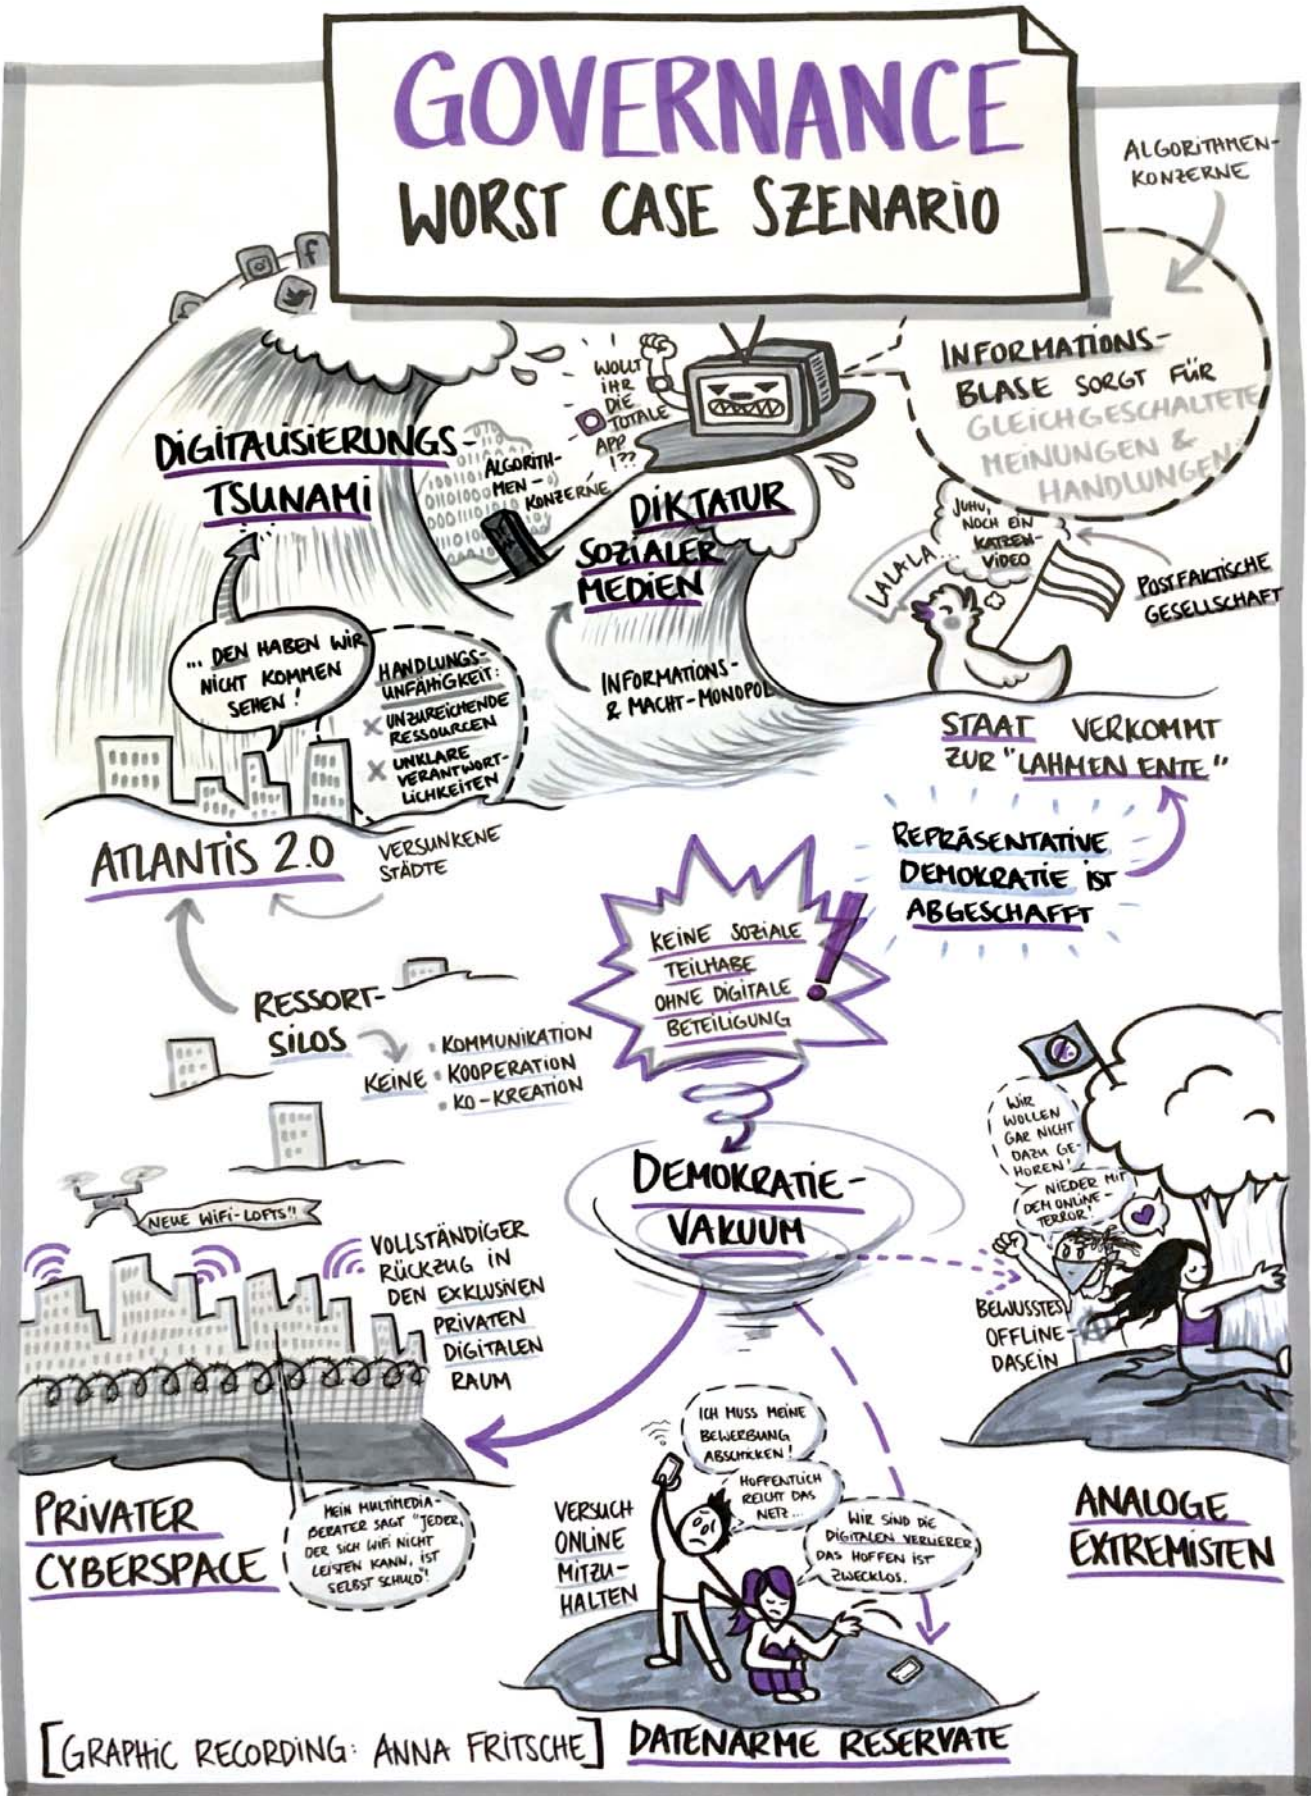 GOVERNANCE
WORST CASE SZENARIO
ALGORITHMEN-
KONZERNE
INFORMATIONS-
BLASE SORGT FÜR
GLEICHGESCHALTETE
MEINUNGEN &
HANDLUNGEN
WOLLT
IHR
DIE
TOTALE
APP
!??
DIGITALISIERUNGS-
TSUNAMI
ALGORITH-
MEN-
KONZERNE
DIKTATUR
SOZIALER
MEDIEN
INFORMATIONS-
& MACHT-MONOPOL
LALALA...
JUHU,
NOCH EIN
KATZEN-
VIDEO
POSTFAKTISCHE
GESELLSCHAFT
STAAT VERKOMMT
ZUR "LAHMEN ENTE"
REPRÄSENTATIVE
DEMOKRATIE IST
ABGESCHAFFT
... DEN HABEN WIR
NICHT KOMMEN
SEHEN!
HANDLUNGS-
UNFÄHIGKEIT:
x UNZUREICHENDE
RESSOURCEN
x UNKLARE
VERANTWORT-
LICHKEITEN
ATLANTIS 2.0
VERSUNKENE
STÄDTE
RESSORT-
SILOS
KEINE
• KOMMUNIKATION
• KOOPERATION
• KO-KREATION
KEINE SOZIALE
TEILHABE
OHNE DIGITALE
BETEILIGUNG
!
DEMOKRATIE-
VAKUUM
NEUE WIFI-LOFTS!!
VOLLSTÄNDIGER
RÜCKZUG IN
DEN EXKLUSIVEN
PRIVATEN
DIGITALEN
RAUM
PRIVATER
CYBERSPACE
MEIN MULTIMEDIA-
BERATER SAGT "JEDER,
DER SICH WIFI NICHT
LEISTEN KANN, IST
SELBST SCHULD"!
WIR
WOLLEN
GAR NICHT
DAZU GE-
HÖREN!
NIEDER MIT
DEM ONLINE-
TERROR!
BEWUSSTES
OFFLINE-
DASEIN
ANALOGE
EXTREMISTEN
ICH MUSS MEINE
BEWERBUNG
ABSCHICKEN!
HOFFENTLICH
REICHT DAS
NETZ...
WIR SIND DIE
DIGITALEN VERLIERER,
DAS HOFFEN IST
ZWECKLOS.
VERSUCH
ONLINE
MITZU-
HALTEN
DATENARME RESERVATE
[GRAPHIC RECORDING: ANNA FRITSCHE]